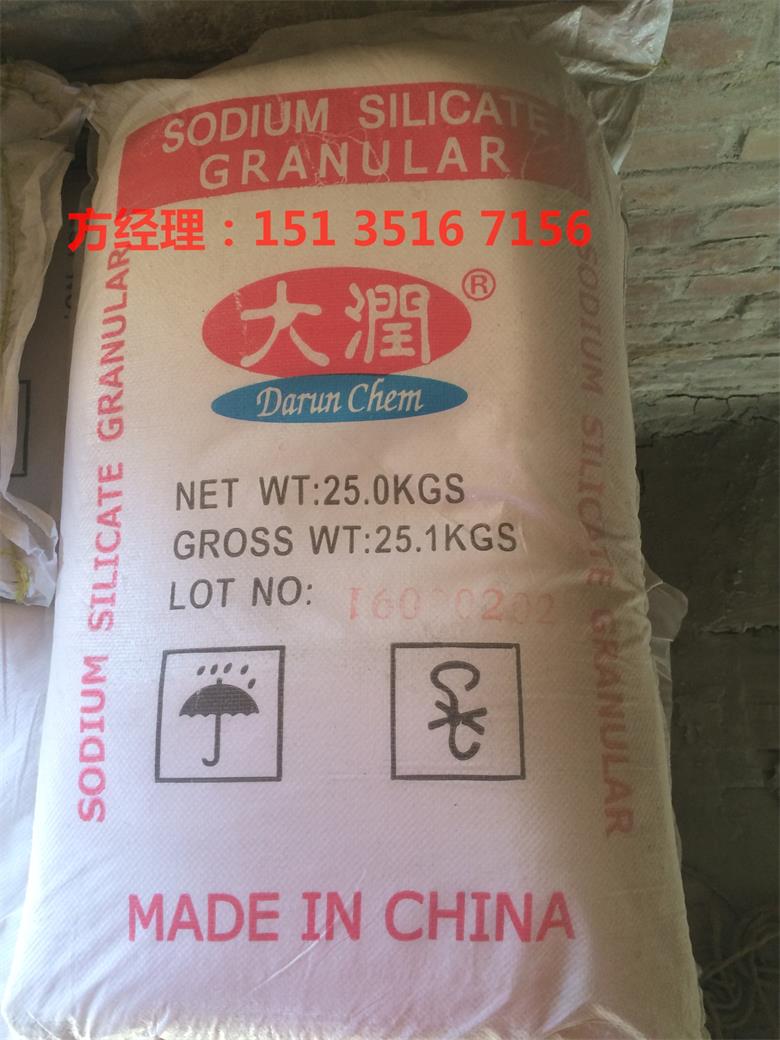 SODIUM SILICATE
GRANULAR
方经理：151 3516 7156
大潤®
Darun Chem
NET WT:25.0KGS
GROSS WT:25.1KGS
LOT NO:
SODIUM SILICATE GRANULAR
SODIUM SILICATE GRANULAR
MADE IN CHINA